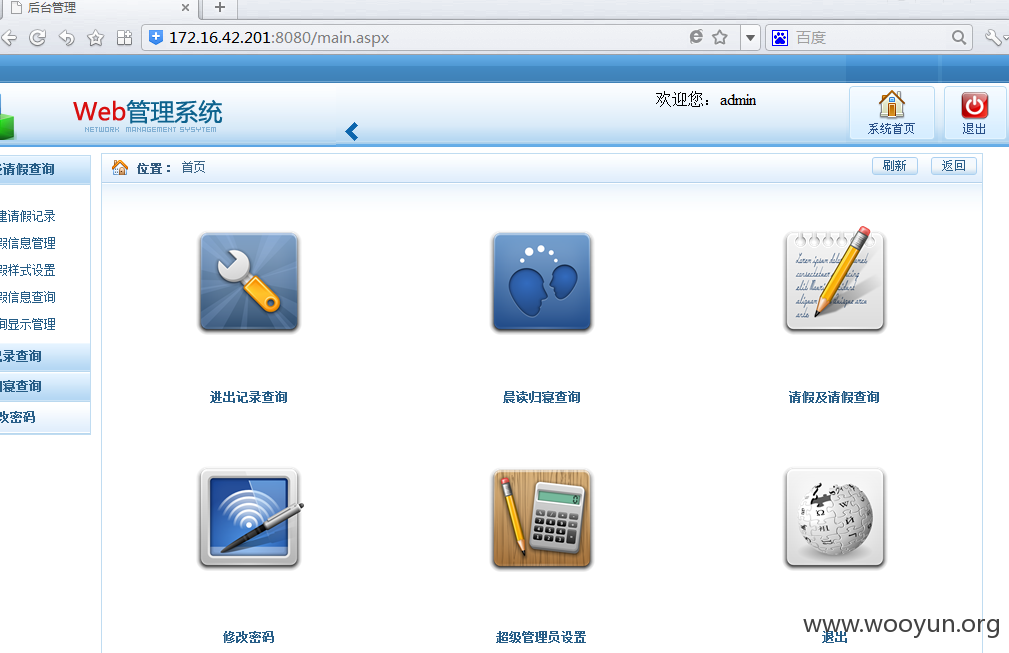 后台管理
172.16.42.201:8080/main.aspx
百度
Web管理系统
NETWORK MANAGEMENT SYSYSTEM
欢迎您：admin
系统首页
退出
请假查询
位置： 首页
刷新
返回
建请假记录
假信息管理
假样式设置
假信息查询
询显示管理
录查询
寝查询
改密码
进出记录查询
晨读归寝查询
请假及请假查询
修改密码
超级管理员设置
退出
www.wooyun.org